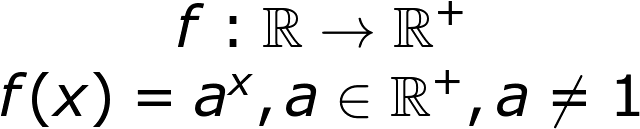 f : ℝ → ℝ⁺
f(x) = aˣ, a ∈ ℝ⁺, a ≠ 1